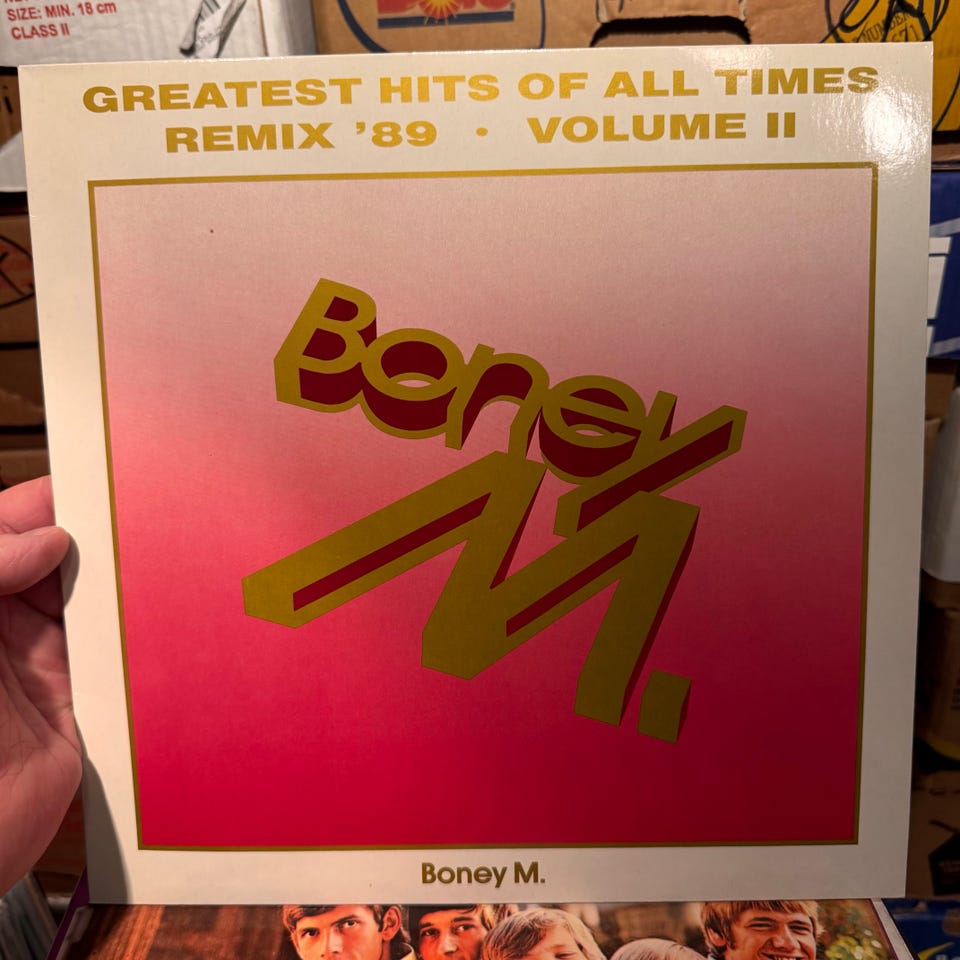 SIZE: MIN. 18 cm
CLASS II
GREATEST HITS OF ALL TIMES
REMIX '89 · VOLUME II
Boney
M.
Boney M.